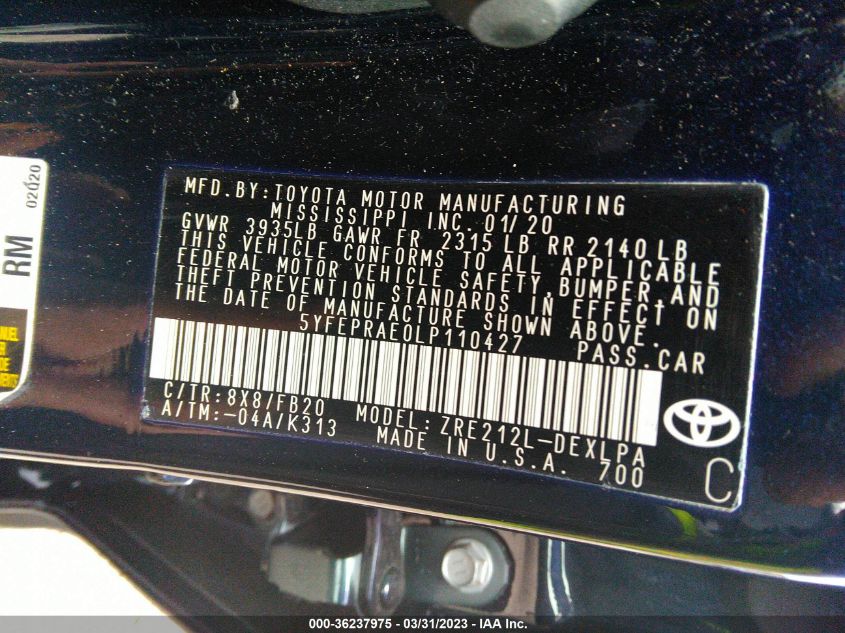 MFD.BY:TOYOTA MOTOR MANUFACTURING
MISSISSIPPI INC. 01/20
GVWR 3935LB GAWR FR 2315 LB RR 2140 LB
THIS VEHICLE CONFORMS TO ALL APPLICABLE
FEDERAL MOTOR VEHICLE SAFETY, BUMPER, AND
THEFT PREVENTION STANDARDS IN EFFECT ON
THE DATE OF MANUFACTURE SHOWN ABOVE.
5YFEPRAE0LP110427 PASS.CAR
C/TR:8X8/FB20 MODEL:ZRE212L-DEXLPA
A/TM:-04A/K313 MADE IN U.S.A. 700
C
RM 02020
000-36237975 - 03/31/2023 - IAA Inc.